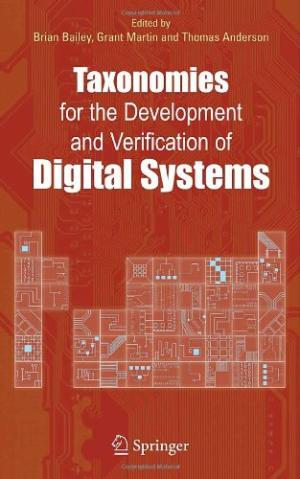 Edited by
Brian Bailey, Grant Martin and Thomas Anderson
Taxonomies
for the Development
and Verification of
Digital Systems
Springer